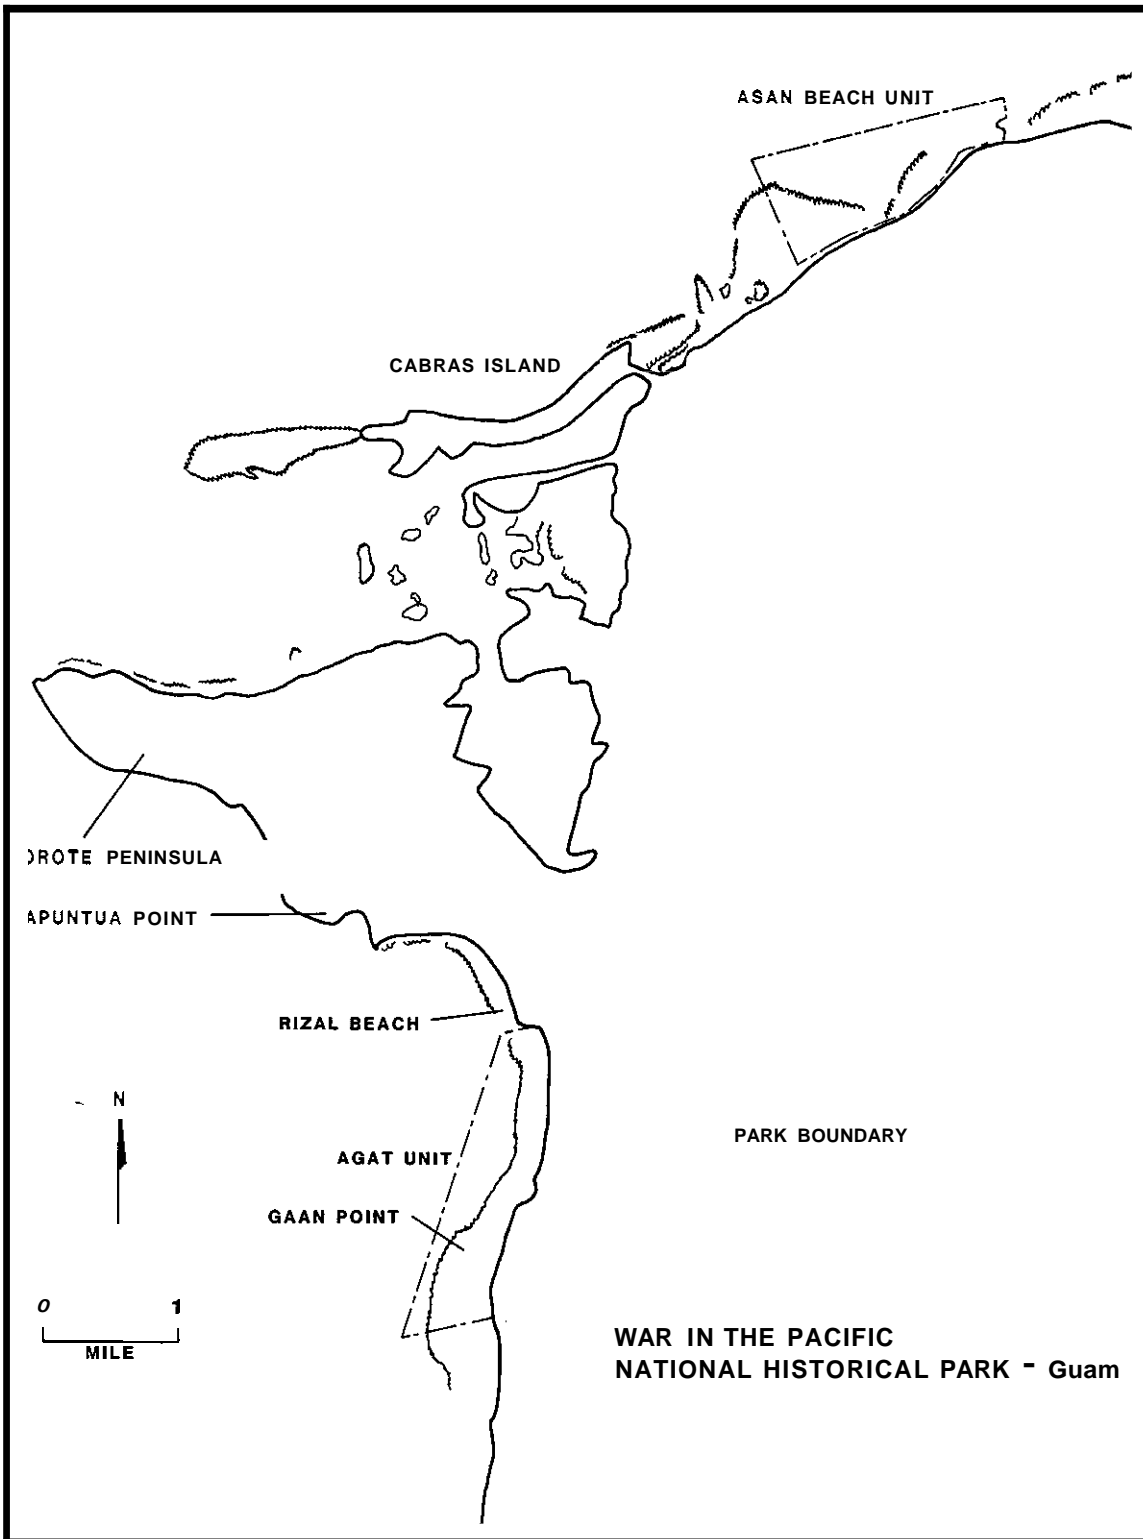 ASAN BEACH UNIT
CABRAS ISLAND
OROTE PENINSULA
APUNTUA POINT
RIZAL BEACH
N
AGAT UNIT
PARK BOUNDARY
GAAN POINT
0 1
MILE
WAR IN THE PACIFIC
NATIONAL HISTORICAL PARK - Guam